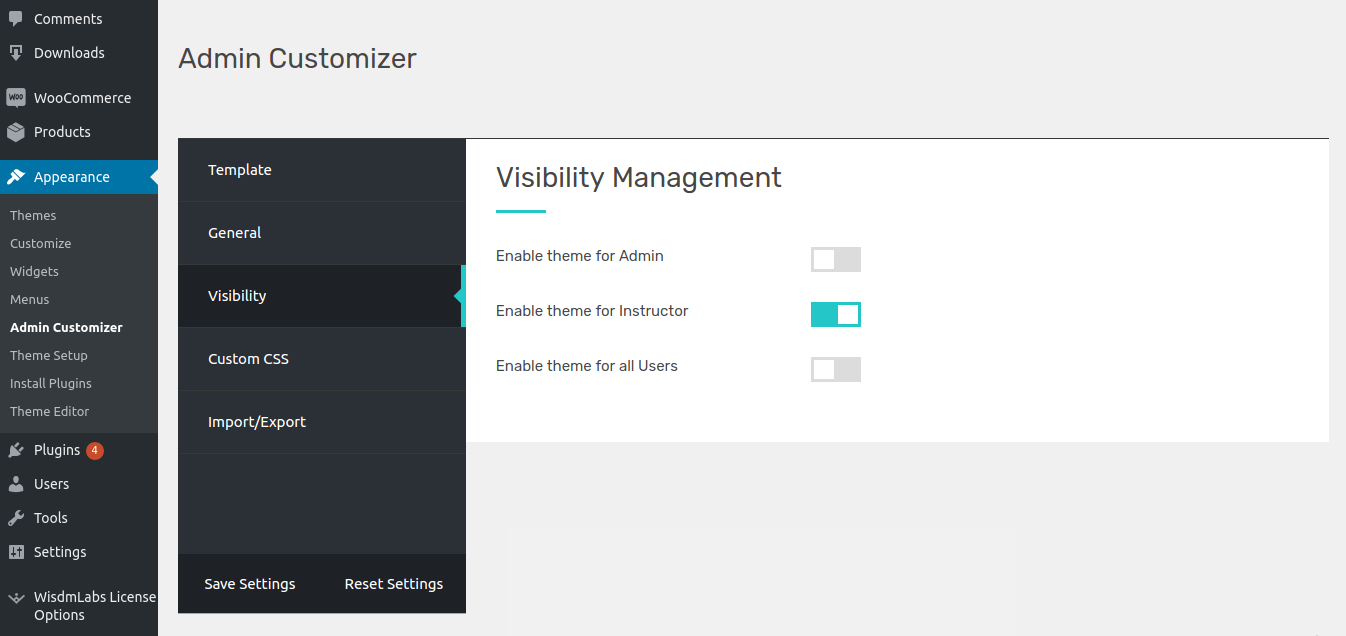 Comments
Downloads
WOO WooCommerce
Products
Appearance
Themes
Customize
Widgets
Menus
Admin Customizer
Theme Setup
Install Plugins
Theme Editor
Plugins 4
Users
Tools
Settings
WisdmLabs License
Options
Admin Customizer
Template
General
Visibility
Custom CSS
Import/Export
Save Settings Reset Settings
Visibility Management
Enable theme for Admin
Enable theme for Instructor
Enable theme for all Users